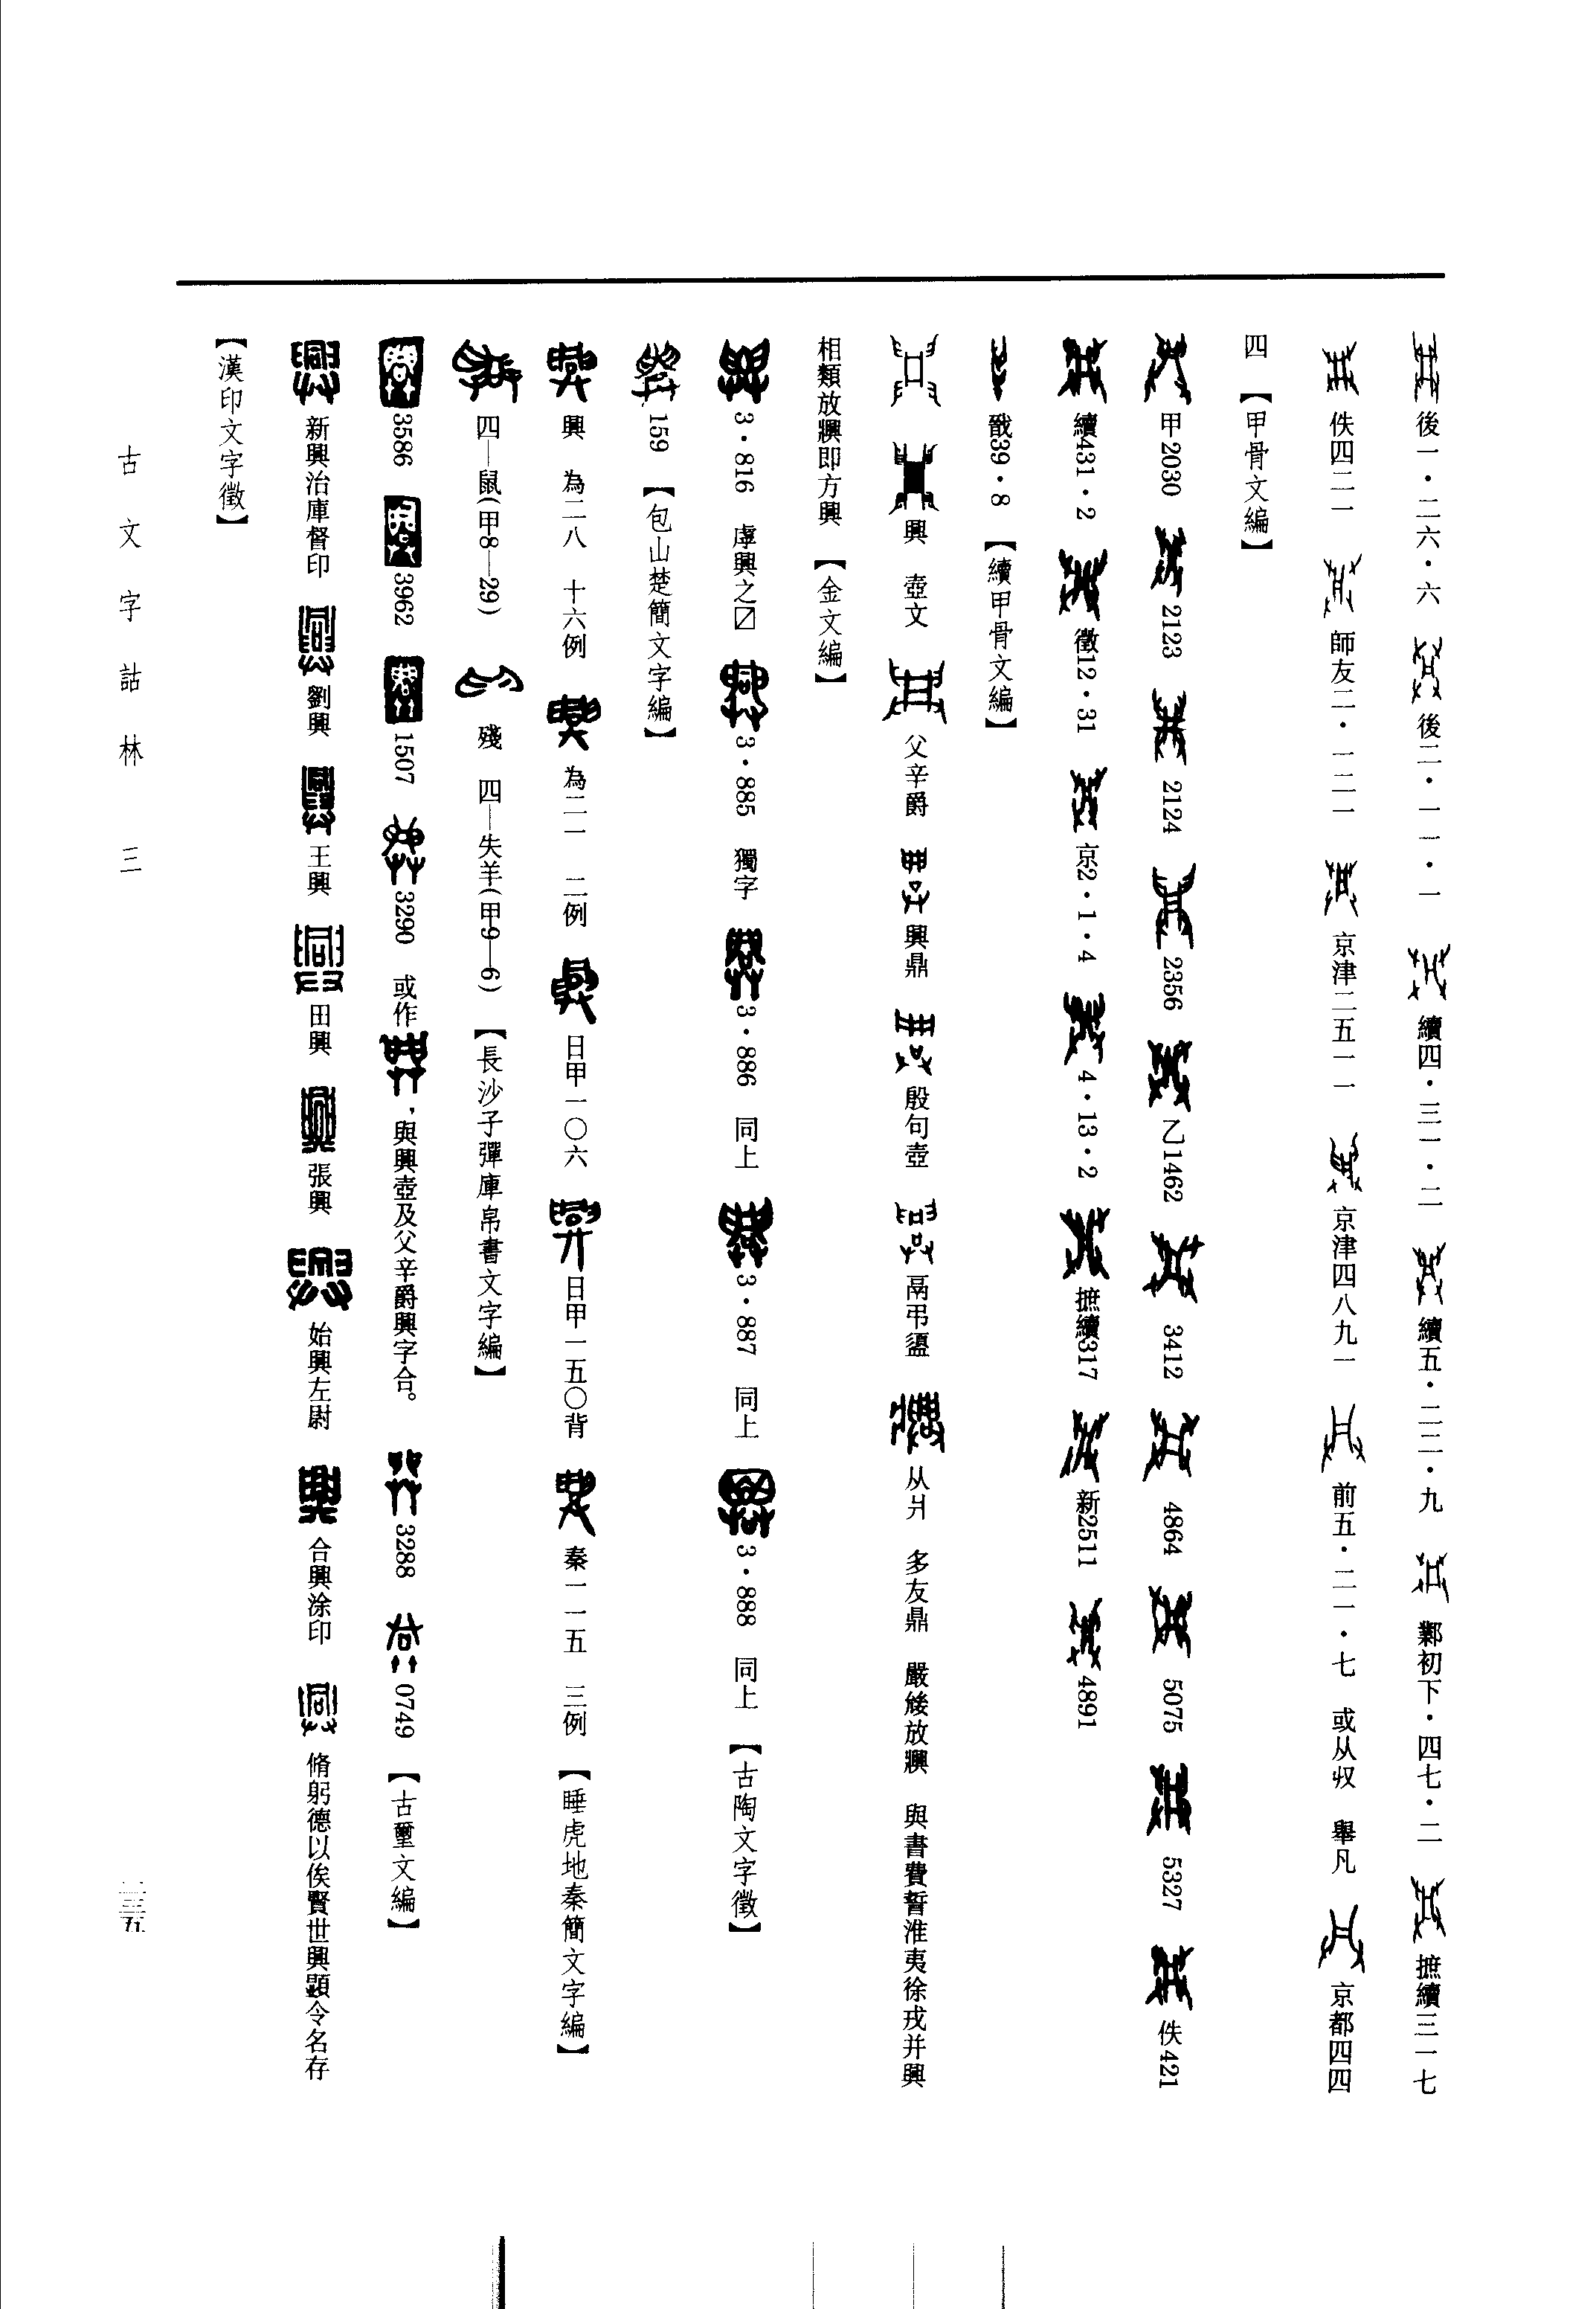 後一·二六·六 後二·一一·一 續四·三一·二 續五·二二·九 鄴初下·四七·二 摭續三一七
佚四二一 師友二·一二一 京津二五一一 京津四八九一 前五·二一·七 或从収 舉凡 京都四四
四 【甲骨文編】
甲2030 2123 2124 2356 乙1462 3412 4864 5075 5327 佚421
續431·2 徵12·31 京2·1·4 4·13·2 摭續317 新2511 4891
戩39·8 【續甲骨文編】
興 壺文 父辛爵 興鼎 殷句壺 鬲弔盨 从爿 多友鼎 嚴 放 與書費誓淮夷徐戎并興
相類放 即方興 【金文編】
3·816 虖興之〼 3·885 獨字 3·886 同上 3·887 同上 3·888 同上 【古陶文字徵】
159 【包山楚簡文字編】
興 為二八 十六例 為二一 二例 日甲一〇六 日甲一五〇背 秦一一五 三例 【睡虎地秦簡文字編】
四—鼠(甲8—29) 殘 四—失羊(甲9—6) 【長沙子彈庫帛書文字編】
3586 3962 1507 3290 或作 ,與興壺及父辛爵興字合。 3288 0749 【古璽文編】
新興治庫督印 劉興 王興 田興 張興 始興左尉 合興涂印 脩躬德以俟賢世興顯令名存
【漢印文字徵】
古文字詁林 三
二三五